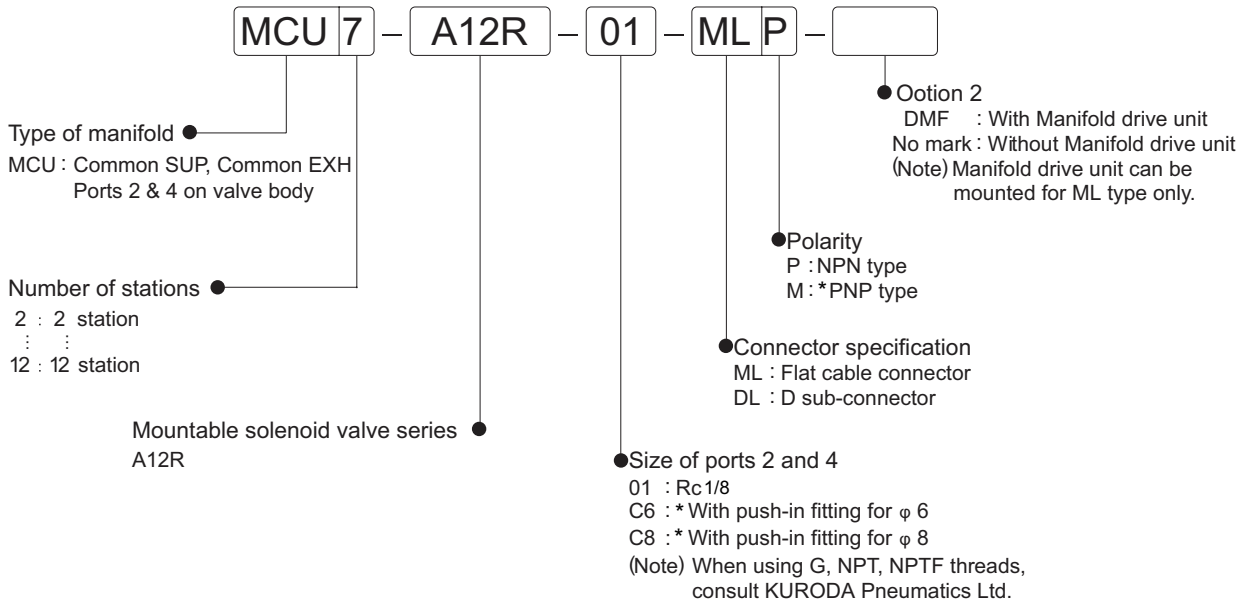 MCU 7 – A12R – 01 – ML P –
Ootion 2
DMF : With Manifold drive unit
No mark : Without Manifold drive unit
(Note) Manifold drive unit can be
mounted for ML type only.
Type of manifold
MCU : Common SUP, Common EXH
Ports 2 & 4 on valve body
Polarity
P : NPN type
M : *PNP type
Number of stations
2 : 2 station
⋮ ⋮
12 : 12 station
Connector specification
ML : Flat cable connector
DL : D sub-connector
Mountable solenoid valve series
A12R
Size of ports 2 and 4
01 : Rc1/8
C6 : * With push-in fitting for φ 6
C8 : * With push-in fitting for φ 8
(Note) When using G, NPT, NPTF threads,
consult KURODA Pneumatics Ltd.